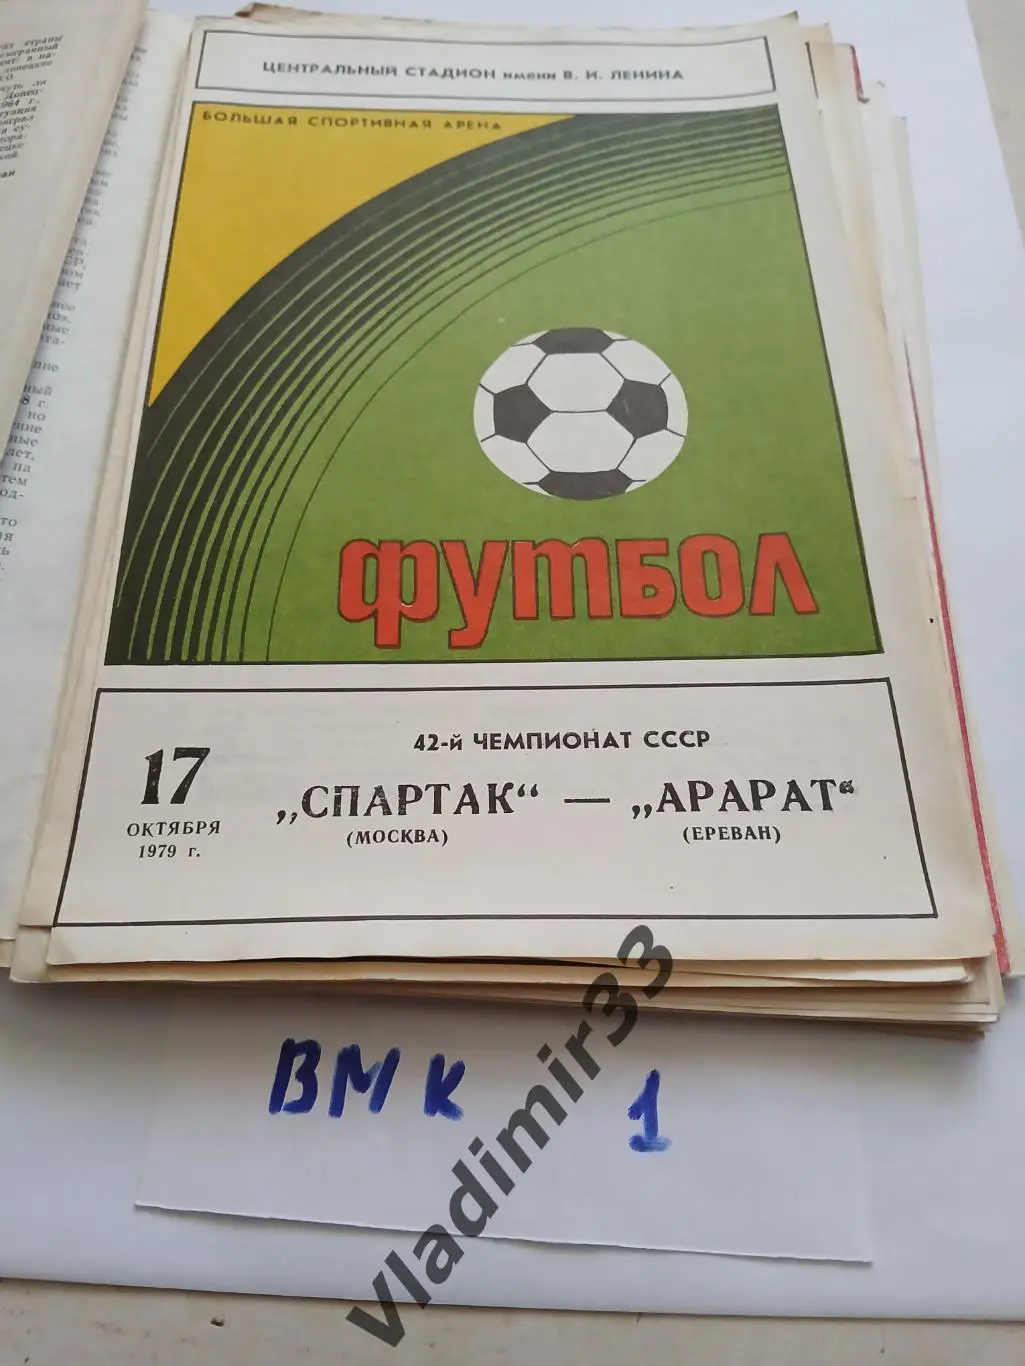 ЦЕНТРАЛЬНЫЙ СТАДИОН имени В. И. ЛЕНИНА
БОЛЬШАЯ СПОРТИВНАЯ АРЕНА
ФУТБОЛ
42-й ЧЕМПИОНАТ СССР
17
ОКТЯБРЯ
1979 г.
„СПАРТАК“ — „АРАРАТ“
(МОСКВА) (ЕРЕВАН)
ВМК 1
vladimir33